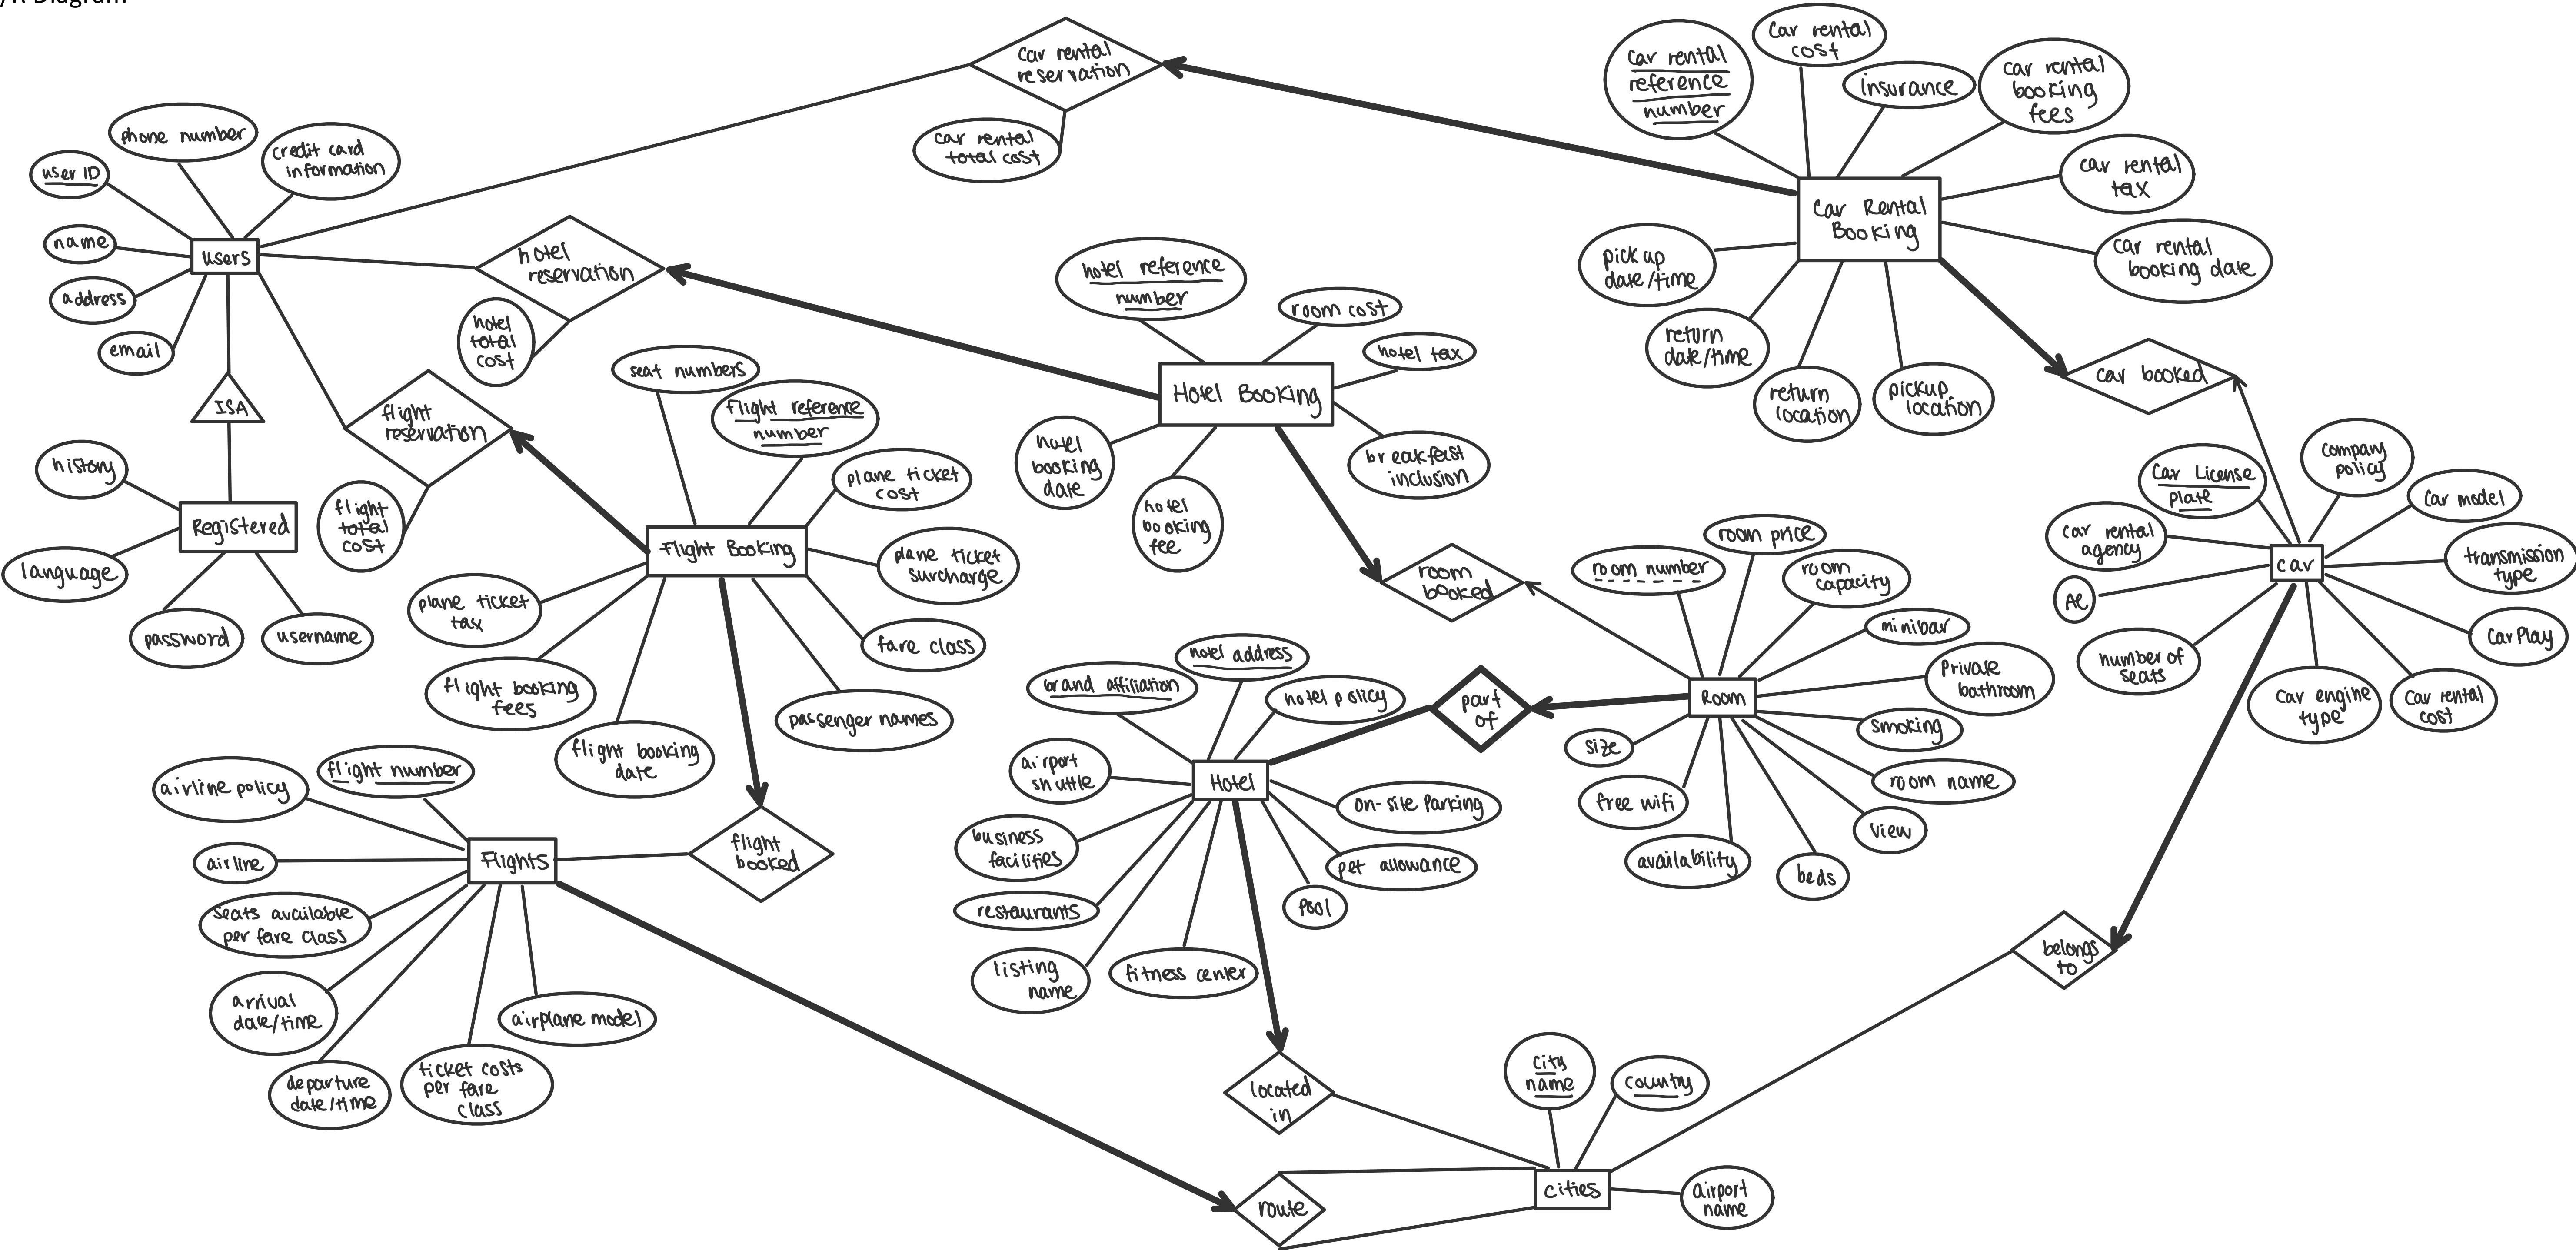 /R Diagram
car rental
reservation
car rental
total cost
car rental
reference
number
car rental
cost
insurance
car rental
booking
fees
car rental
tax
car rental
booking date
Car Rental
Booking
pick up
date/time
return
date/time
return
location
pickup
location
phone number
credit card
information
user ID
name
address
email
users
ISA
history
language
password
username
Registered
hotel
reservation
hotel
total
cost
flight
reservation
flight
total
cost
hotel reference
number
room cost
hotel tax
Hotel Booking
hotel
booking
date
hotel
booking
fee
breakfast
inclusion
seat numbers
flight reference
number
plane ticket
cost
plane ticket
surcharge
Flight Booking
fare class
passenger names
plane ticket
tax
flight booking
fees
flight booking
date
car booked
car License
plate
company
policy
car model
car rental
agency
transmission
type
AC
car
CarPlay
number of
seats
car engine
type
car rental
cost
room
booked
room number
room price
room
capacity
minibar
Private
bathroom
Room
smoking
room name
view
beds
availability
free wifi
size
part
of
hotel address
brand affiliation
hotel policy
airport
shuttle
Hotel
on-site parking
business
facilities
pet allowance
restaurants
pool
listing
name
fitness center
airline policy
flight number
airline
Flights
flight
booked
seats available
per fare class
arrival
date/time
departure
date/time
ticket costs
per fare
class
airplane model
belongs
to
located
in
city
name
country
route
cities
airport
name